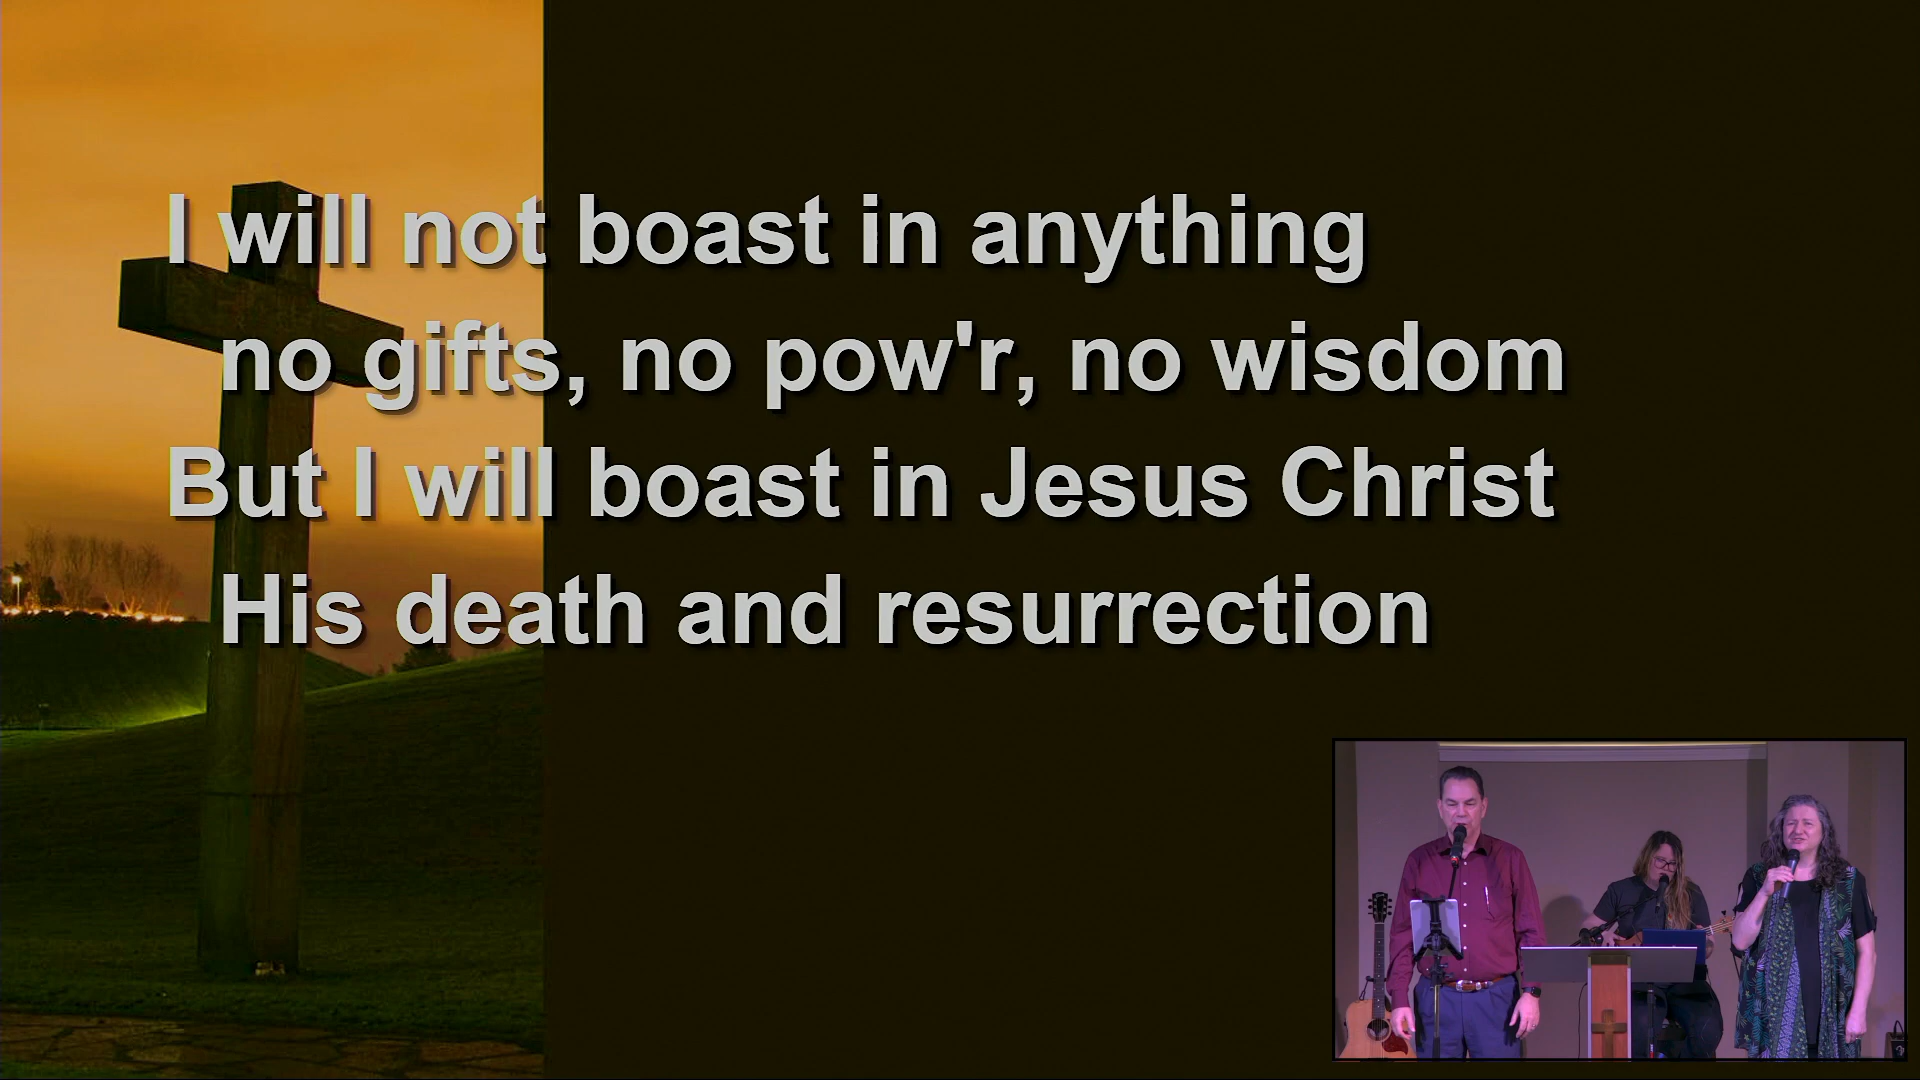 I will not boast in anything
no gifts, no pow'r, no wisdom
But I will boast in Jesus Christ
His death and resurrection